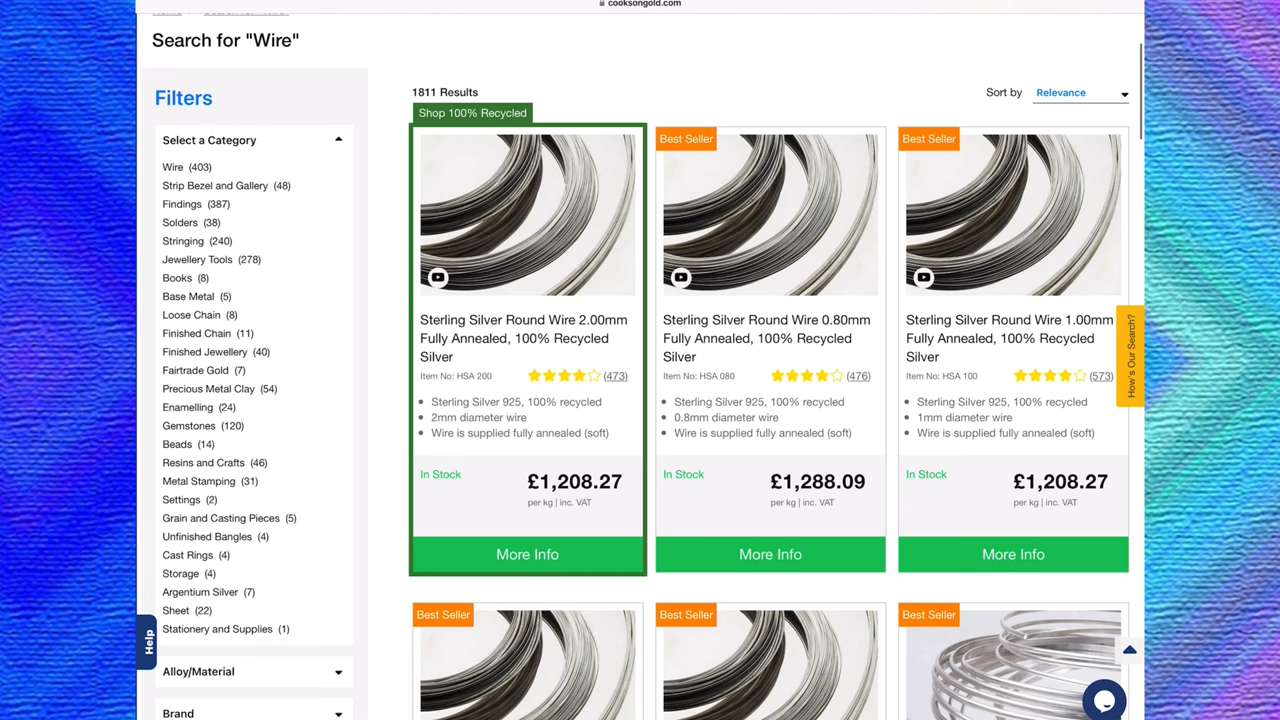 cooksongold.com
Search for "Wire"
Filters
Select a Category
Wire (403)
Strip Bezel and Gallery (48)
Findings (387)
Solders (38)
Stringing (240)
Jewellery Tools (278)
Books (8)
Base Metal (5)
Loose Chain (8)
Finished Chain (11)
Finished Jewellery (40)
Fairtrade Gold (7)
Precious Metal Clay (54)
Enamelling (24)
Gemstones (120)
Beads (14)
Resins and Crafts (46)
Metal Stamping (31)
Settings (2)
Grain and Casting Pieces (5)
Unfinished Bangles (4)
Cast Rings (4)
Storage (4)
Argentium Silver (7)
Sheet (22)
Stationery and Supplies (1)
Alloy/Material
Brand
Help
1811 Results
Sort by Relevance
Shop 100% Recycled
Sterling Silver Round Wire 2.00mm
Fully Annealed, 100% Recycled
Silver
Item No: HSA 200 (473)
Sterling Silver 925, 100% recycled
2mm diameter wire
Wire is supplied fully annealed (soft)
In Stock £1,208.27
per kg | inc. VAT
More Info
Best Seller
Sterling Silver Round Wire 0.80mm
Fully Annealed, 100% Recycled
Silver
Item No: HSA 080 (476)
Sterling Silver 925, 100% recycled
0.8mm diameter wire
Wire is supplied fully annealed (soft)
In Stock £1,288.09
per kg | inc. VAT
More Info
Best Seller
Sterling Silver Round Wire 1.00mm
Fully Annealed, 100% Recycled
Silver
Item No: HSA 100 (573)
Sterling Silver 925, 100% recycled
1mm diameter wire
Wire is supplied fully annealed (soft)
In Stock £1,208.27
per kg | inc. VAT
More Info
How's Our Search?
Best Seller
Best Seller
Best Seller